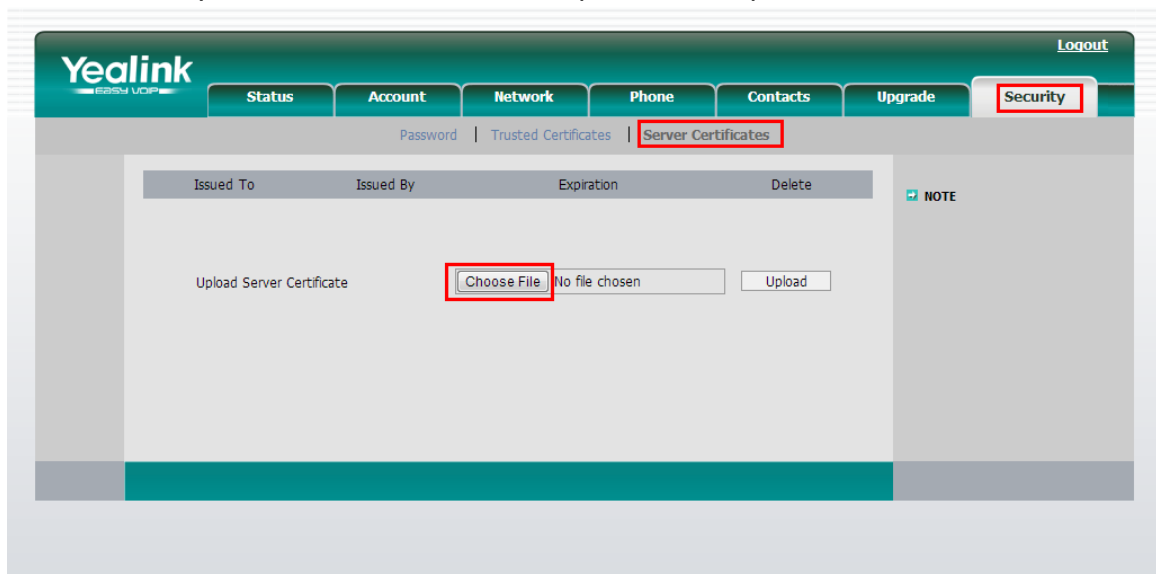 Logout
Yealink
EASY VOIP
Status Account Network Phone Contacts Upgrade Security
Password | Trusted Certificates | Server Certificates
Issued To Issued By Expiration Delete
NOTE
Upload Server Certificate Choose File No file chosen Upload